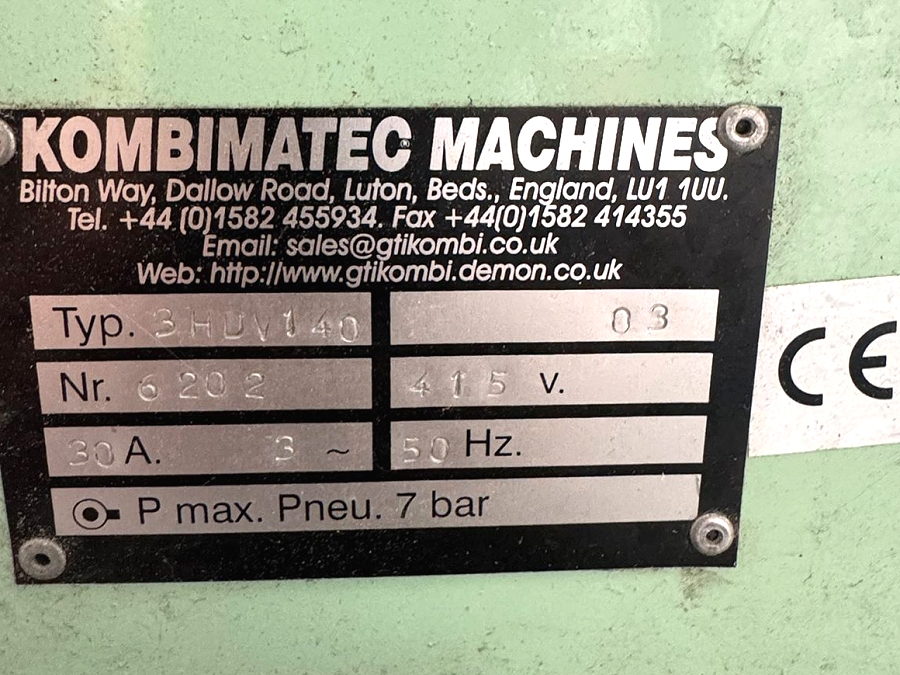 KOMBIMATEC® MACHINES
Bilton Way, Dallow Road, Luton, Beds., England, LU1 1UU.
Tel. +44 (0)1582 455934. Fax +44(0)1582 414355
Email: sales@gtikombi.co.uk
Web: http://www.gtikombi.demon.co.uk
Typ. 3HDV140 03
Nr. 6202 415 v.
30 A. 3 ~ 50 Hz.
P max. Pneu. 7 bar
CE